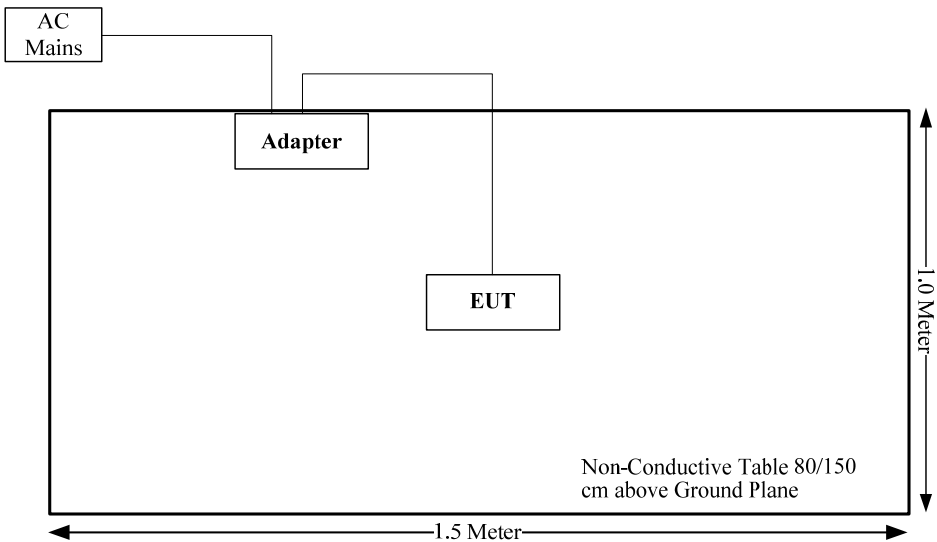 AC
Mains
Adapter
EUT
1.0 Meter
Non-Conductive Table 80/150
cm above Ground Plane
1.5 Meter